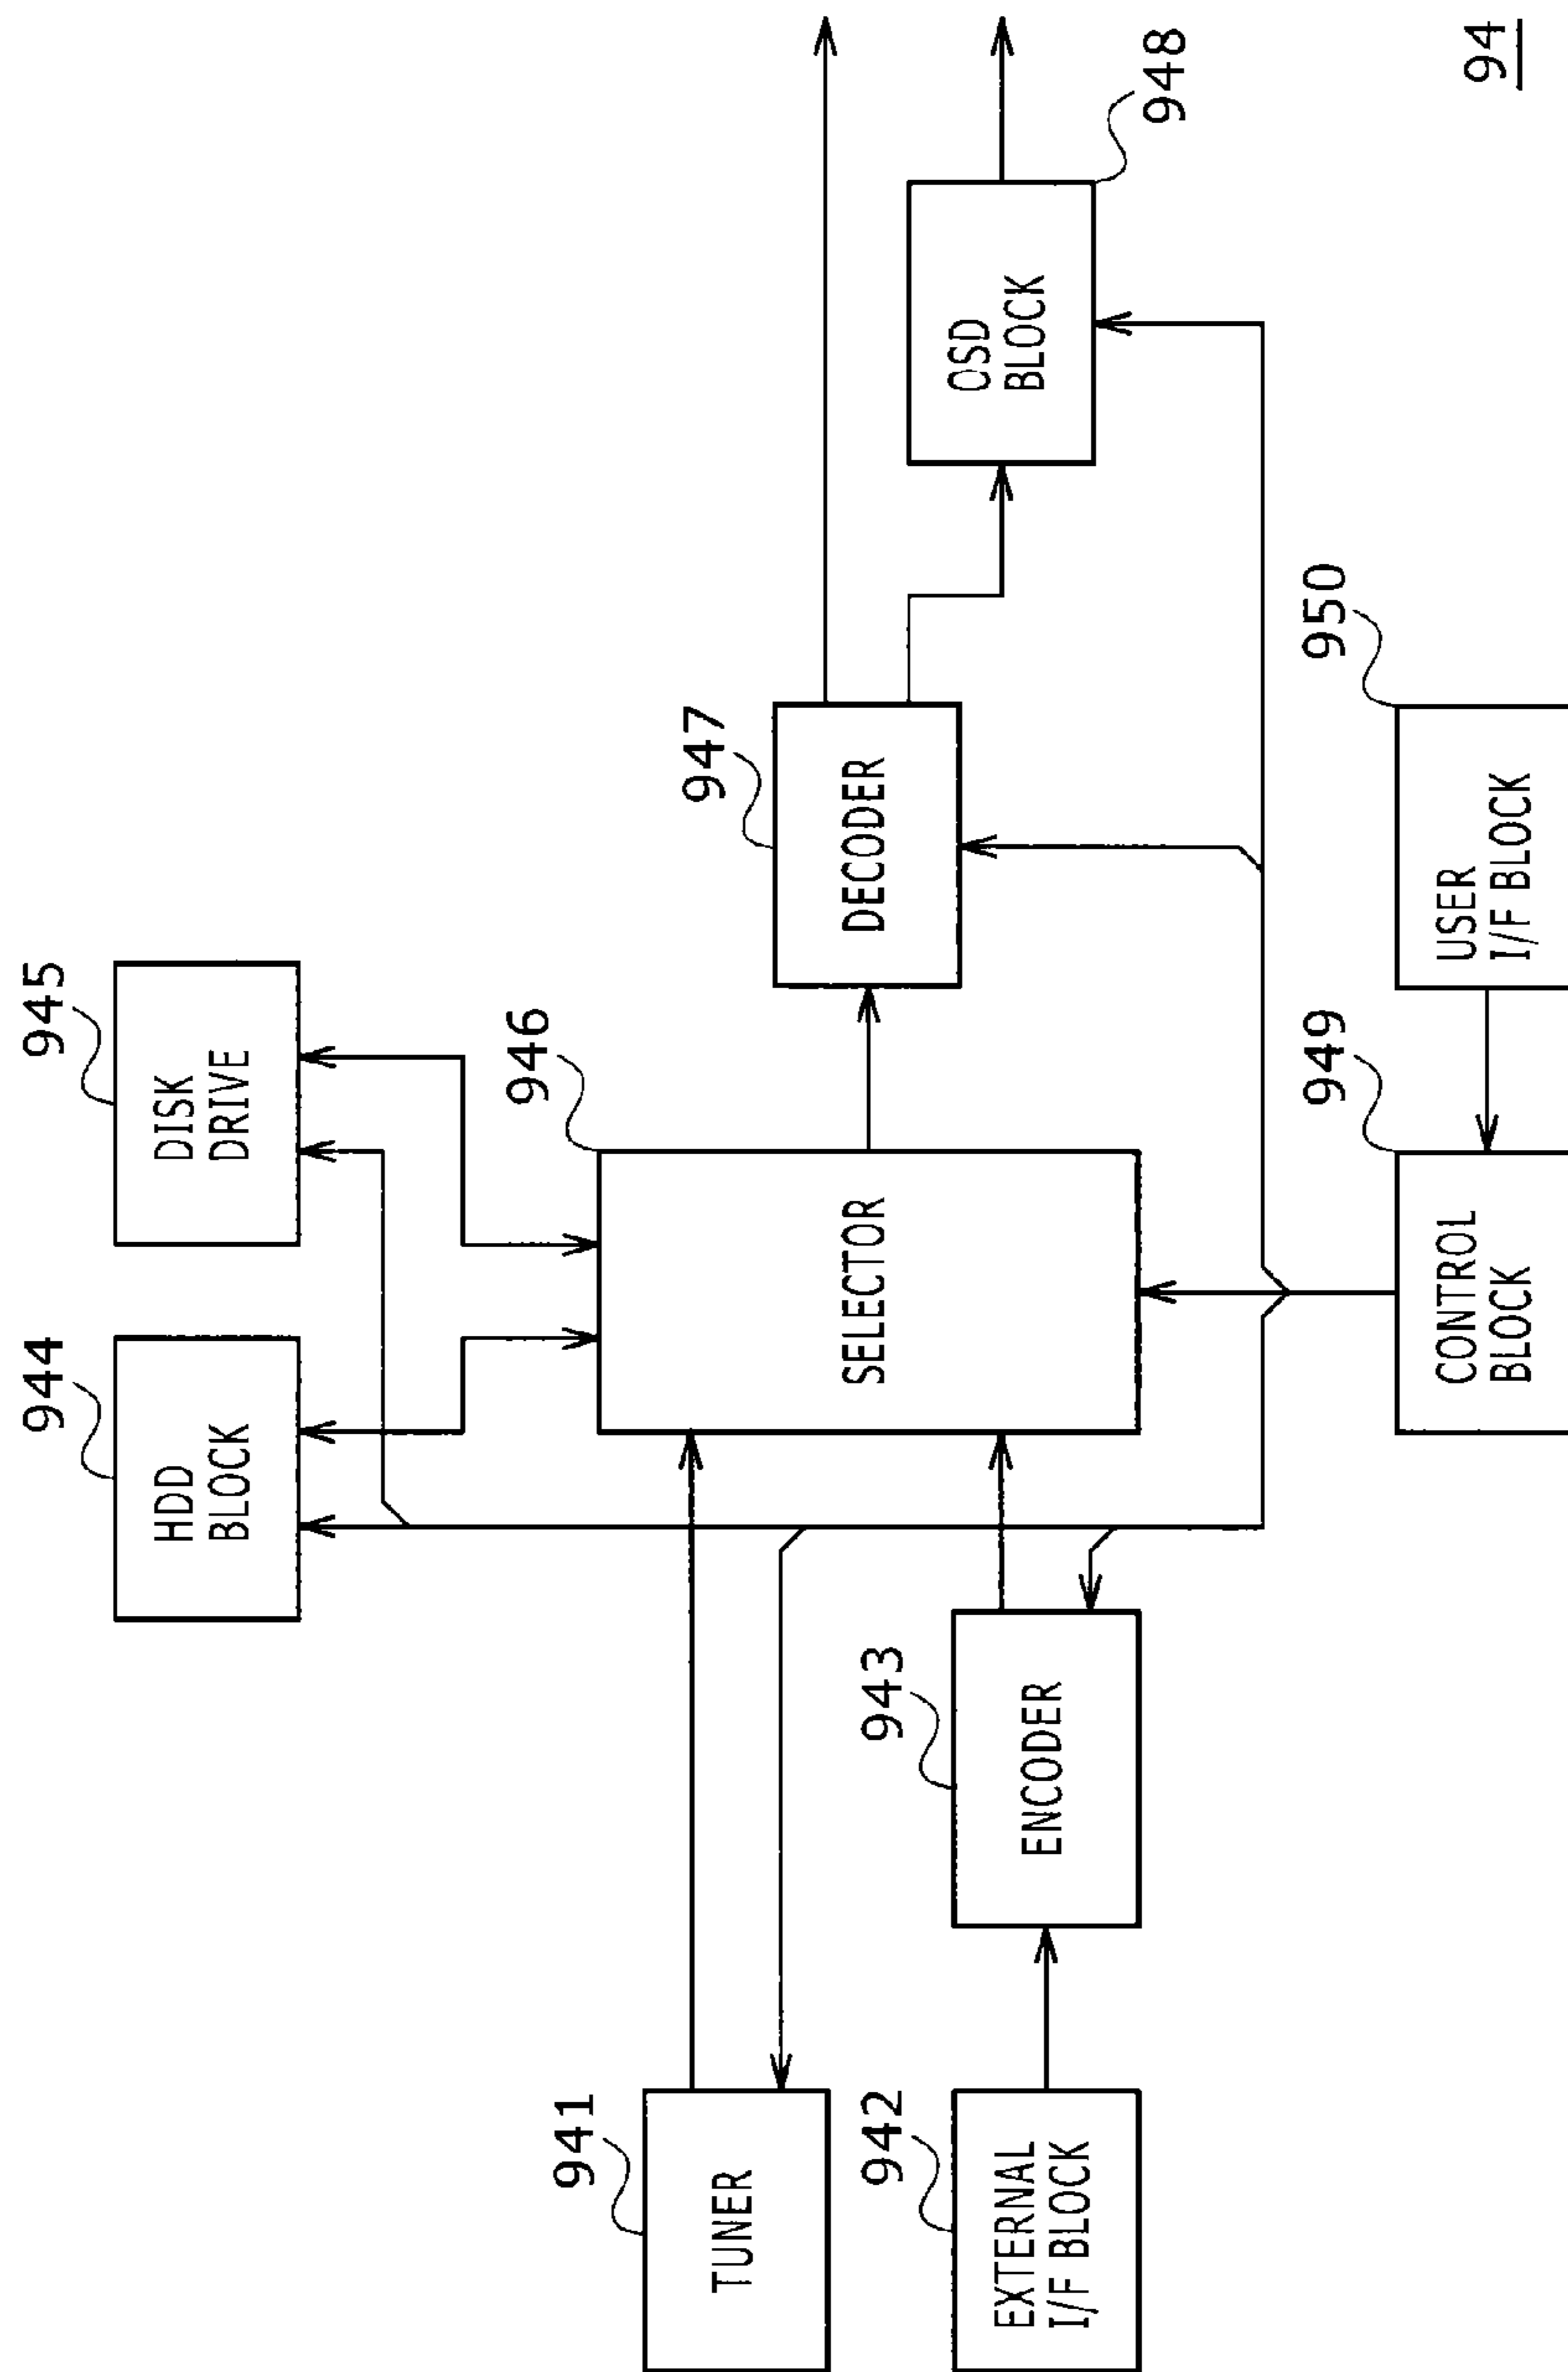 944
HDD
BLOCK
945
DISK
DRIVE
941
TUNER
946
SELECTOR
947
DECODER
942
EXTERNAL
I/F BLOCK
943
ENCODER
OSD
BLOCK
948
949
CONTROL
BLOCK
950
USER
I/F BLOCK
94